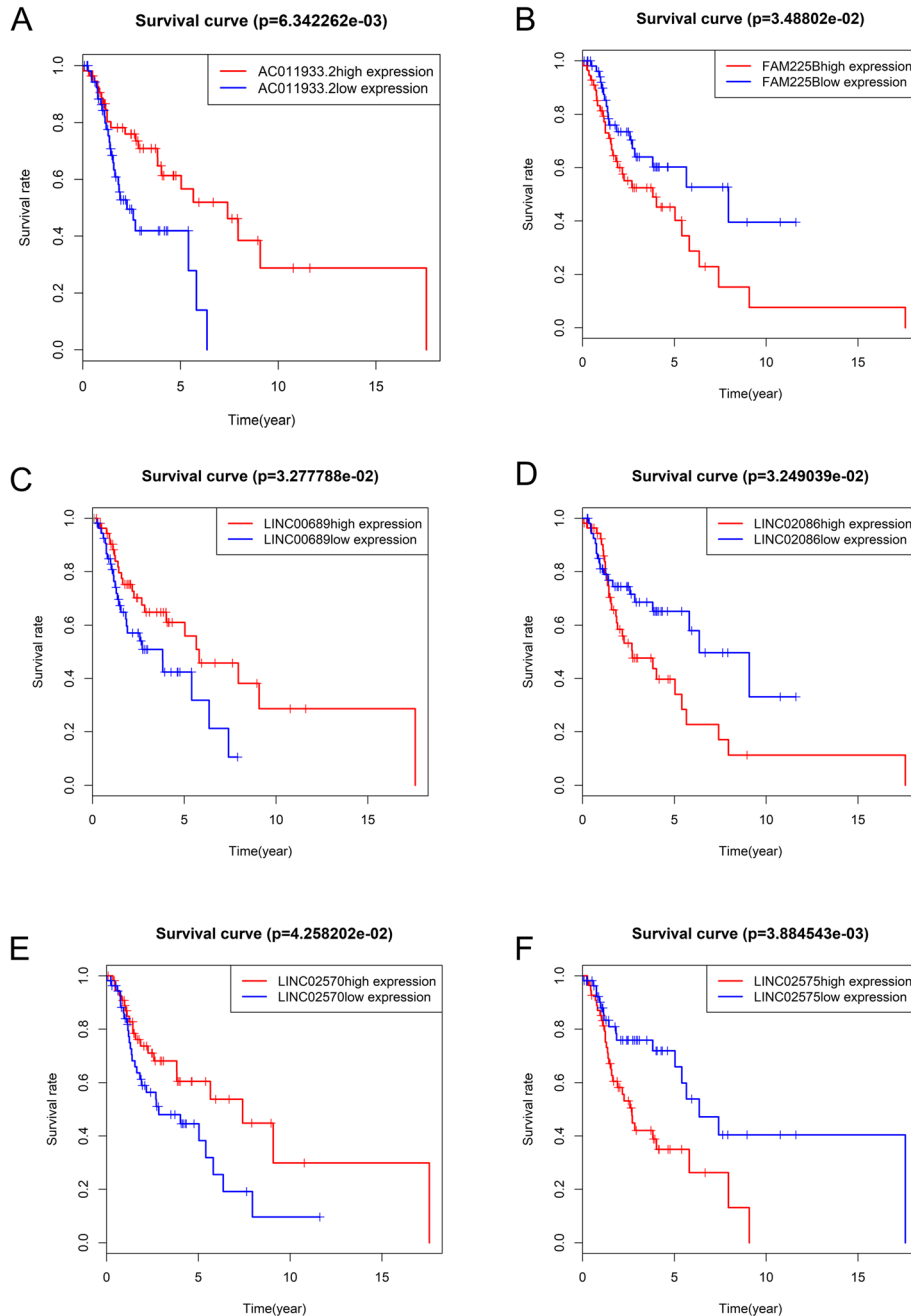 A
Survival curve (p=6.342262e-03)
AC011933.2high expression
AC011933.2low expression
Survival rate
1.0
0.8
0.6
0.4
0.2
0.0
0 5 10 15
Time(year)
B
Survival curve (p=3.48802e-02)
FAM225Bhigh expression
FAM225Blow expression
Survival rate
1.0
0.8
0.6
0.4
0.2
0.0
0 5 10 15
Time(year)
C
Survival curve (p=3.277788e-02)
LINC00689high expression
LINC00689low expression
Survival rate
1.0
0.8
0.6
0.4
0.2
0.0
0 5 10 15
Time(year)
D
Survival curve (p=3.249039e-02)
LINC02086high expression
LINC02086low expression
Survival rate
1.0
0.8
0.6
0.4
0.2
0.0
0 5 10 15
Time(year)
E
Survival curve (p=4.258202e-02)
LINC02570high expression
LINC02570low expression
Survival rate
1.0
0.8
0.6
0.4
0.2
0.0
0 5 10 15
Time(year)
F
Survival curve (p=3.884543e-03)
LINC02575high expression
LINC02575low expression
Survival rate
1.0
0.8
0.6
0.4
0.2
0.0
0 5 10 15
Time(year)